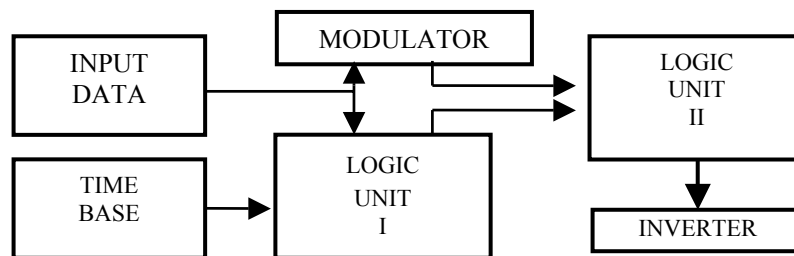 INPUT
DATA
MODULATOR
LOGIC
UNIT
II
TIME
BASE
LOGIC
UNIT
I
INVERTER